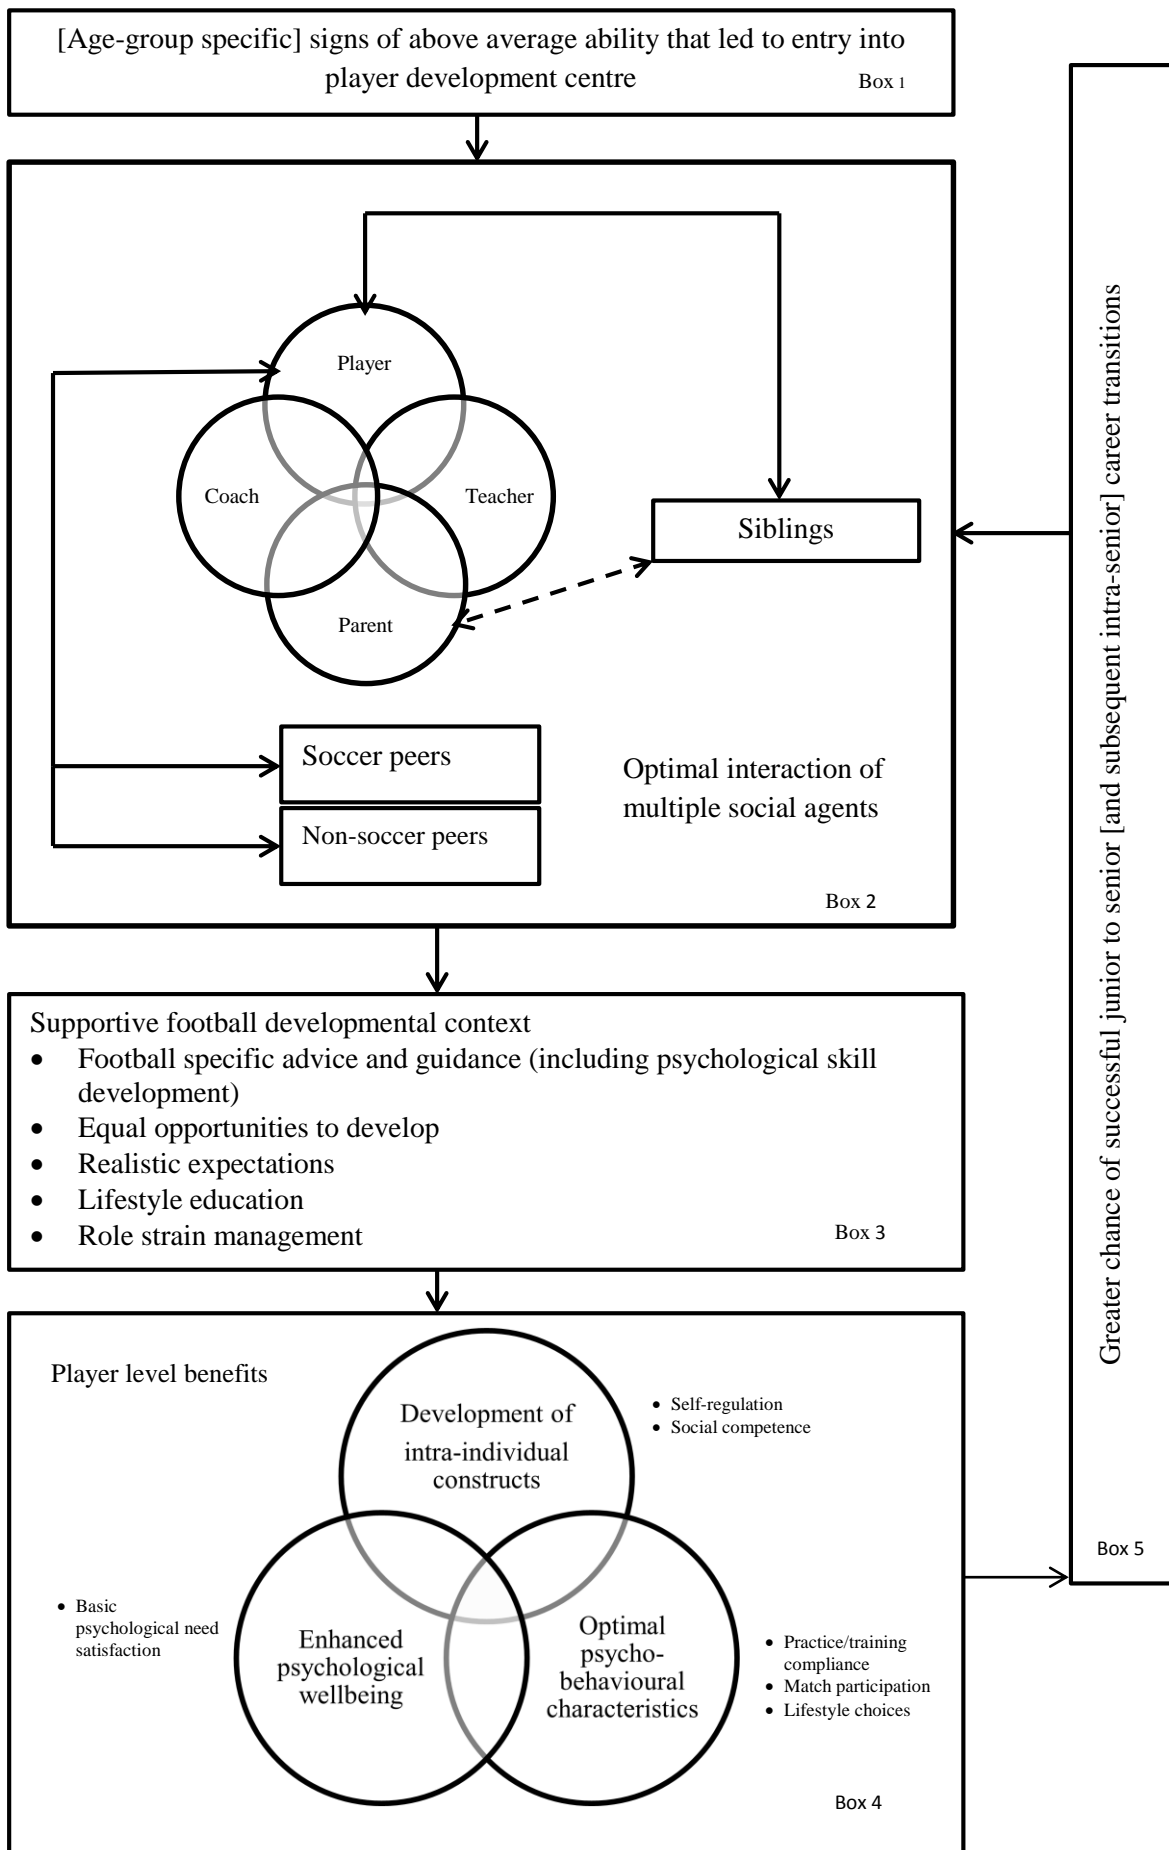 [Age-group specific] signs of above average ability that led to entry into
player development centre
Box 1
Player
Coach
Teacher
Parent
Siblings
Soccer peers
Non-soccer peers
Optimal interaction of
multiple social agents
Box 2
Supportive football developmental context
• Football specific advice and guidance (including psychological skill
development)
• Equal opportunities to develop
• Realistic expectations
• Lifestyle education
• Role strain management
Box 3
Player level benefits
Development of
intra-individual
constructs
• Self-regulation
• Social competence
• Basic
psychological need
satisfaction
Enhanced
psychological
wellbeing
Optimal
psycho-
behavioural
characteristics
• Practice/training
compliance
• Match participation
• Lifestyle choices
Box 4
Greater chance of successful junior to senior [and subsequent intra-senior] career transitions
Box 5